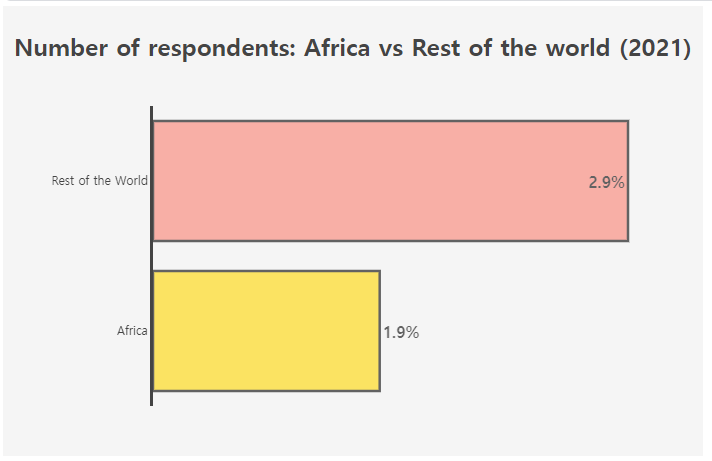 Number of respondents: Africa vs Rest of the world (2021)
Rest of the World
2.9%
Africa
1.9%